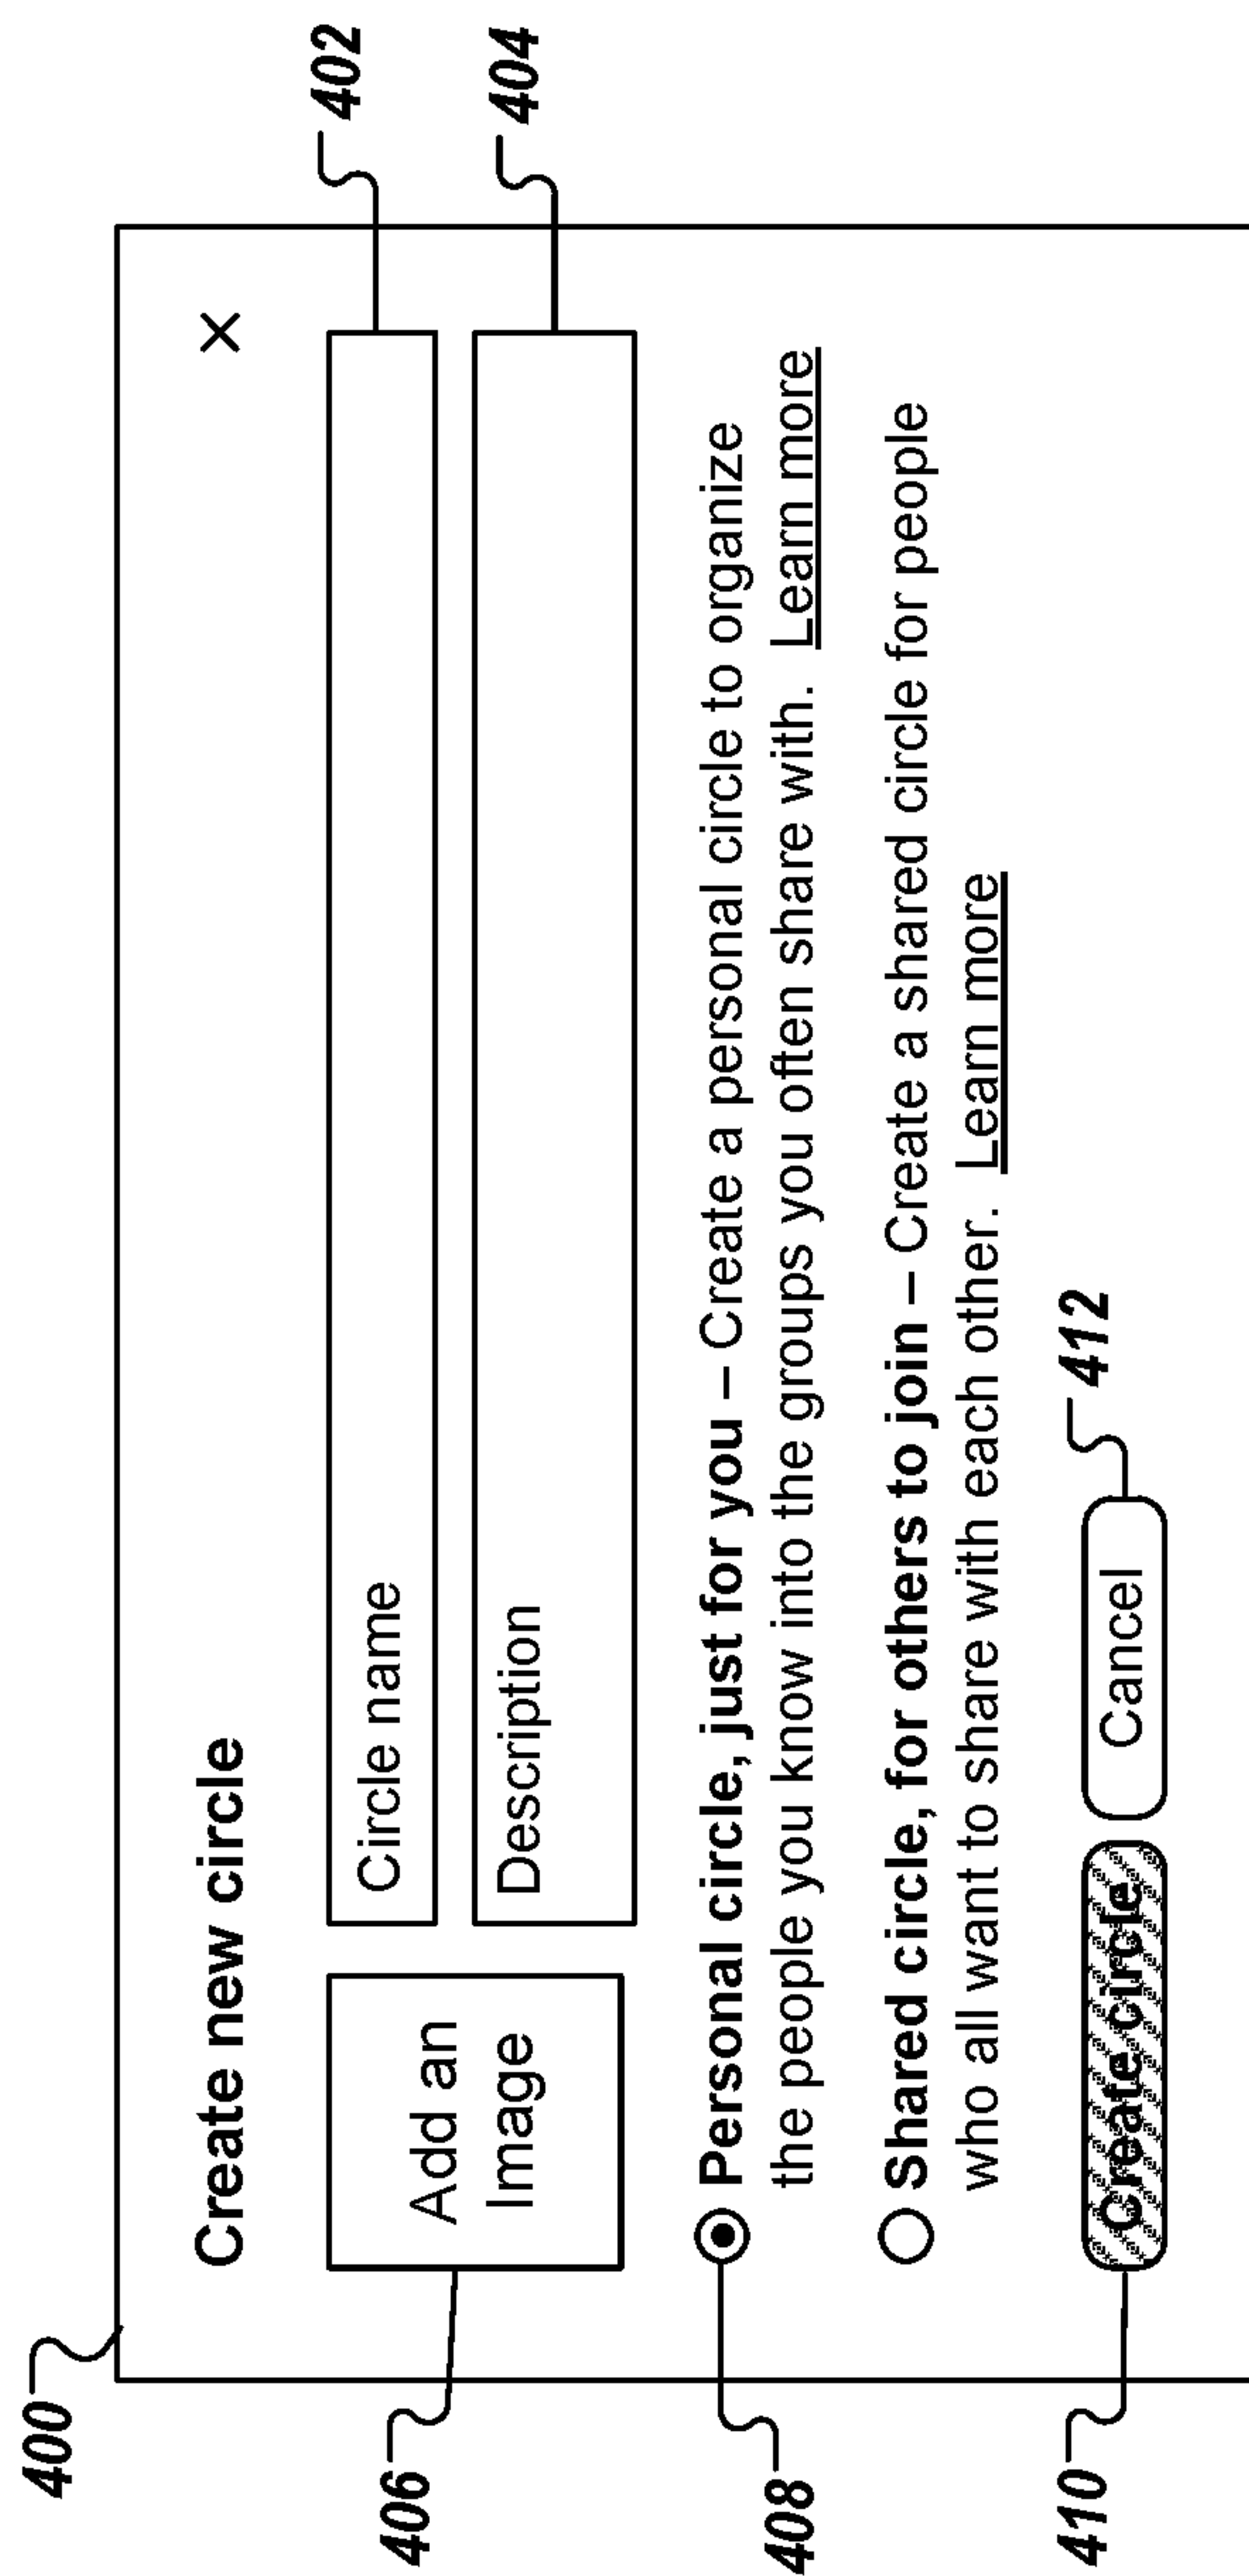 400
Create new circle
×
406
Add an
Image
Circle name
402
Description
404
408
Personal circle, just for you – Create a personal circle to organize
the people you know into the groups you often share with. Learn more
Shared circle, for others to join – Create a shared circle for people
who all want to share with each other. Learn more
410
Create circle
Cancel
412